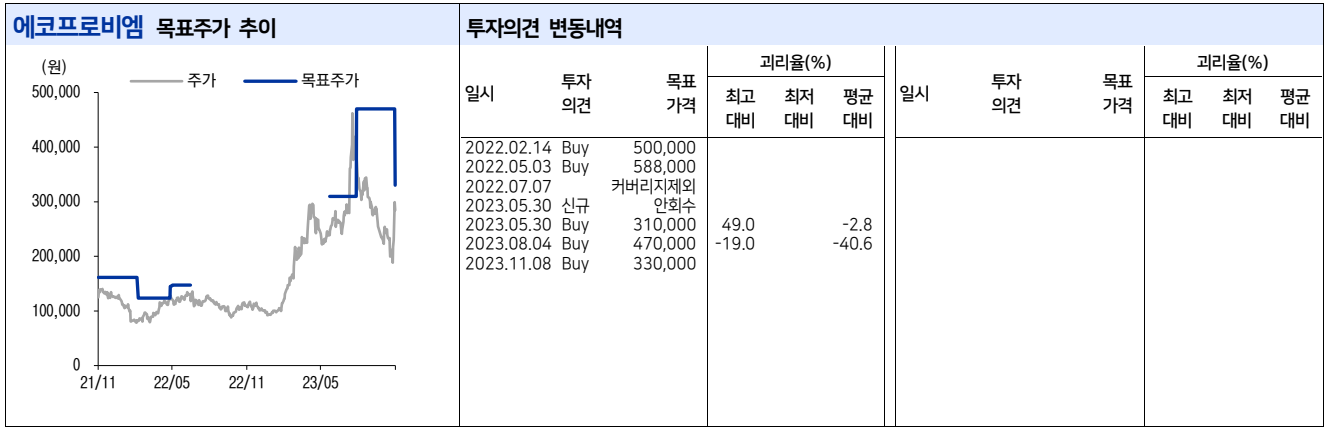 에코프로비엠 목표주가 추이
(원)
주가 목표주가
500,000
400,000
300,000
200,000
100,000
0
21/11 22/05 22/11 23/05
투자의견 변동내역
일시 투자의견 목표가격 괴리율(%)
최고대비 최저대비 평균대비
2022.02.14 Buy 500,000
2022.05.03 Buy 588,000
2022.07.07 커버리지제외
2023.05.30 신규 안회수
2023.05.30 Buy 310,000 49.0 -2.8
2023.08.04 Buy 470,000 -19.0 -40.6
2023.11.08 Buy 330,000
일시 투자의견 목표가격 괴리율(%)
최고대비 최저대비 평균대비